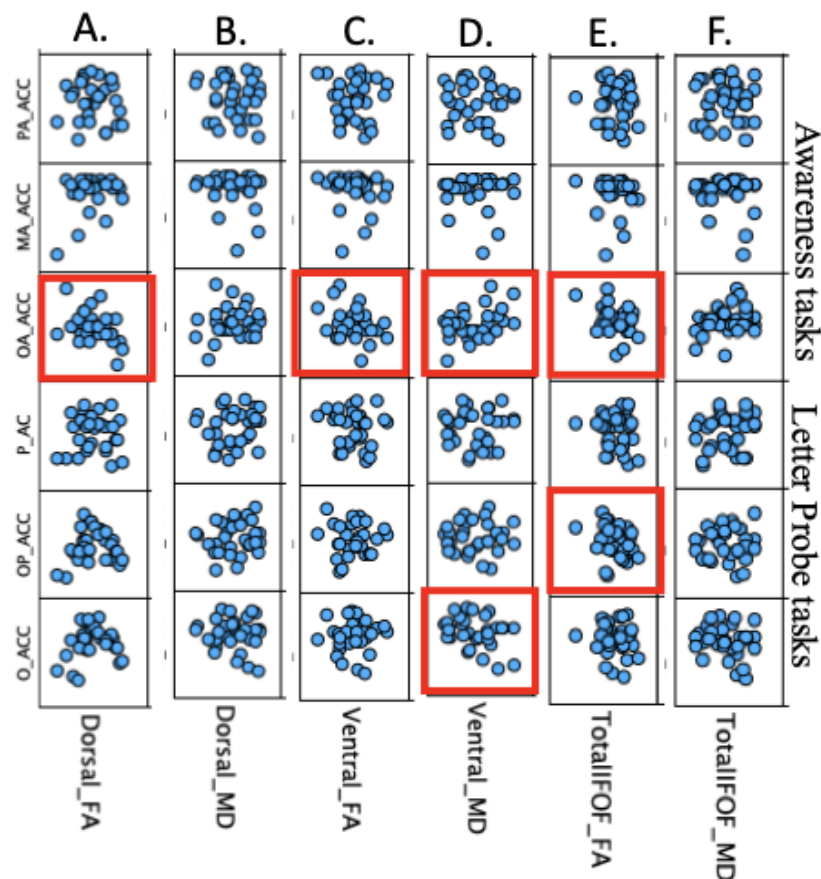 A. B. C. D. E. F.
PA_ACC
MA_ACC
OA_ACC
P_AC
OP_ACC
O_ACC
Awareness tasks
Letter Probe tasks
Dorsal_FA
Dorsal_MD
Ventral_FA
Ventral_MD
TotalIFOF_FA
TotalIFOF_MD